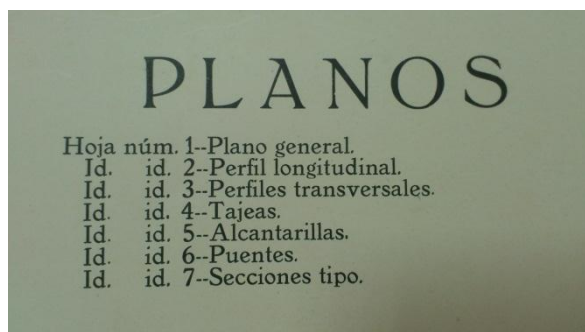 PLANOS
Hoja núm. 1--Plano general.
Id. id. 2--Perfil longitudinal.
Id. id. 3--Perfiles transversales.
Id. id. 4--Tajeas.
Id. id. 5--Alcantarillas.
Id. id. 6--Puentes.
Id. id. 7--Secciones tipo.